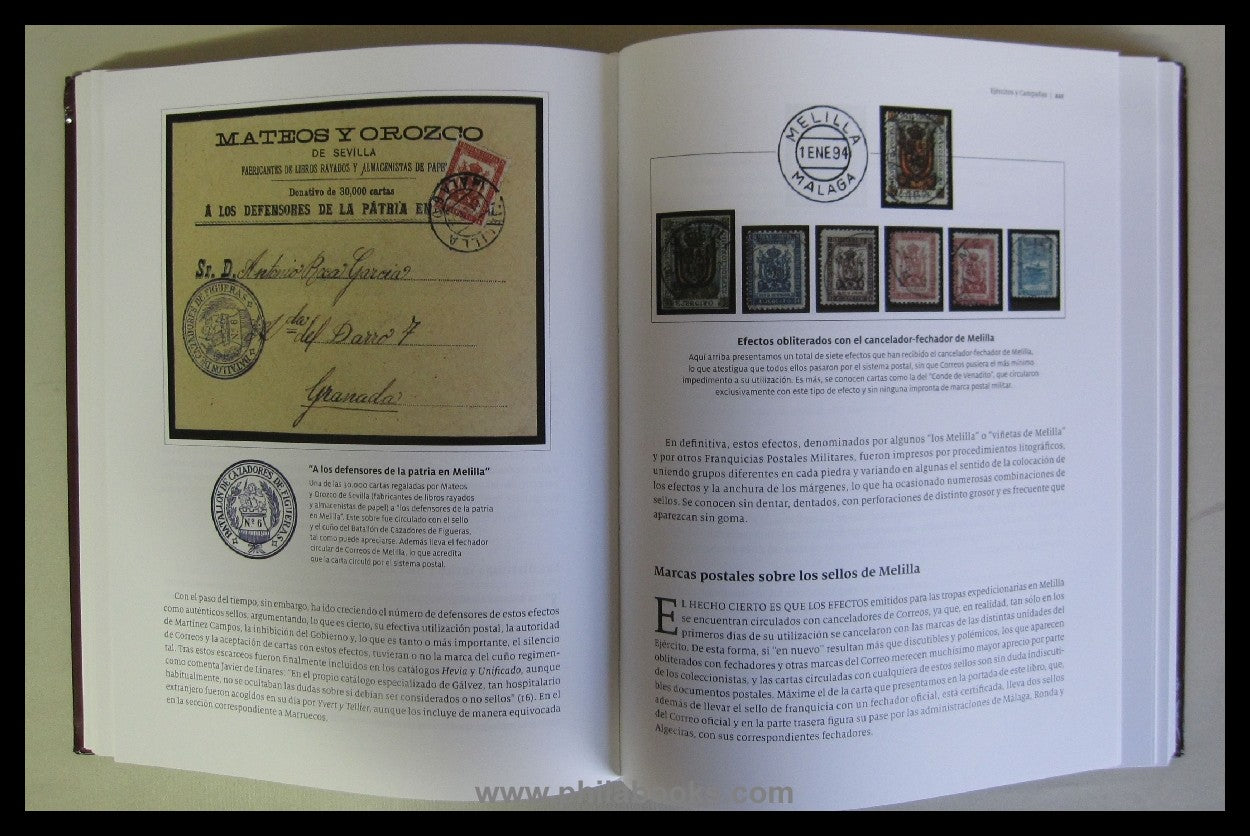 MATEOS Y OROZCO
DE SEVILLA
FABRICANTES DE LIBROS RAYADOS Y ALMACENISTAS DE PAP
Donativo de 30,000 cartas
Á LOS DEFENSORES DE LA PÁTRIA EN
Sr. D. Antonio Roca Garcia
del Darro 7
Granada
BATALLON DE CAZADORES DE FIGUERAS
BATALLON DE CAZADORES DE FIGUERAS
Nº 6
"A los defensores de la patria en Melilla"
Una de las 30.000 cartas regaladas por Mateos
y Orozco de Sevilla (fabricantes de libros rayados
y almacenistas de papel) a "los defensores de la patria
en Melilla". Este sobre fue circulado con el sello
y el cuño del Batallón de Cazadores de Figueras,
tal como puede apreciarse. Además lleva el fechador
circular de Correos de Melilla, lo que acredita
que la carta circuló por el sistema postal.
Con el paso del tiempo, sin embargo, ha ido creciendo el número de defensores de estos efectos
como auténticos sellos, argumentando, lo que es cierto, su efectiva utilización postal, la autoridad
de Martínez Campos, la inhibición del Gobierno y, lo que es tanto o más importante, el silencio
de Correos y la aceptación de cartas con estos efectos, tuvieran o no la marca del cuño regimen-
tal. Tras estos escarceos fueron finalmente incluidos en los catálogos Hevia y Unificado, aunque
como comenta Javier de Linares: "En el propio catálogo especializado de Gálvez, tan hospitalario
habitualmente, no se ocultaban las dudas sobre si debían ser considerados o no sellos" (16). En el
extranjero fueron acogidos en su día por Yvert y Tellier, aunque los incluye de manera equivocada
en la sección correspondiente a Marruecos.
Ejércitos y Campañas
MELILLA
1 ENE 94
MALAGA
EJERCITO
Efectos obliterados con el cancelador-fechador de Melilla
Aquí arriba presentamos un total de siete efectos que han recibido el cancelador-fechador de Melilla,
lo que atestigua que todos ellos pasaron por el sistema postal, sin que Correos pusiera el más mínimo
impedimento a su utilización. Es más, se conocen cartas como la del "Conde de Venadito", que circularon
exclusivamente con este tipo de efecto y sin ninguna impronta de marca postal militar.
En definitiva, estos efectos, denominados por algunos "los Melilla" o "viñetas de Melilla"
y por otros Franquicias Postales Militares, fueron impresos por procedimientos litográficos,
uniendo grupos diferentes en cada piedra y variando en algunas el sentido de la colocación de
los efectos y la anchura de los márgenes, lo que ha ocasionado numerosas combinaciones de
sellos. Se conocen sin dentar, dentados, con perforaciones de distinto grosor y es frecuente que
aparezcan sin goma.
Marcas postales sobre los sellos de Melilla
EL HECHO CIERTO ES QUE LOS EFECTOS emitidos para las tropas expedicionarias en Melilla
se encuentran circulados con canceladores de Correos, ya que, en realidad, tan sólo en los
primeros días de su utilización se cancelaron con las marcas de las distintas unidades del
Ejército. De esta forma, si "en nuevo" resultan más que discutibles y polémicos, los que aparecen
obliterados con fechadores y otras marcas del Correo merecen muchísimo mayor aprecio por parte
de los coleccionistas, y las cartas circuladas con cualquiera de estos sellos son sin duda indiscuti-
bles documentos postales. Máxime el de la carta que presentamos en la portada de este libro, que,
además de llevar el sello de franquicia con un fechador oficial, está certificada, lleva dos sellos
del Correo oficial y en la parte trasera figura su pase por las administraciones de Málaga, Ronda y
Algeciras, con sus correspondientes fechadores.
www.philabooks.com